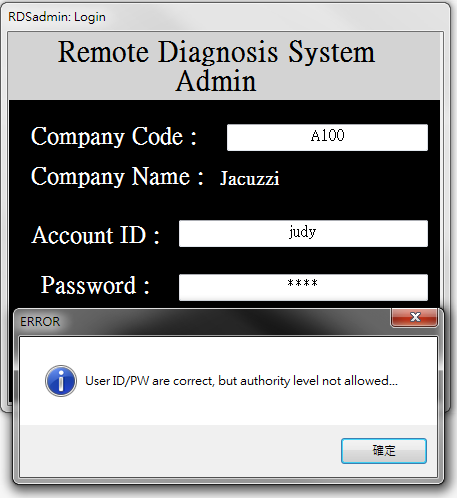 RDSadmin: Login
Remote Diagnosis System
Admin
Company Code : A100
Company Name : Jacuzzi
Account ID : judy
Password : ****
ERROR
User ID/PW are correct, but authority level not allowed...
確定